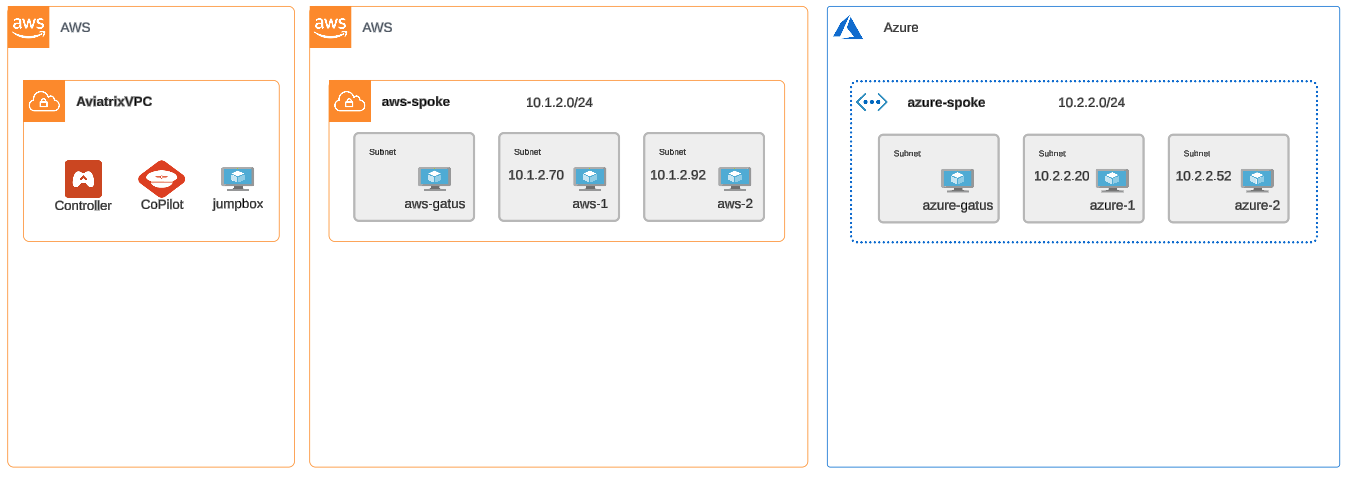 aws
AWS
AviatrixVPC
Controller
CoPilot
jumpbox
aws
AWS
aws-spoke
10.1.2.0/24
Subnet
aws-gatus
Subnet
10.1.2.70
aws-1
Subnet
10.1.2.92
aws-2
Azure
azure-spoke
10.2.2.0/24
Subnet
azure-gatus
Subnet
10.2.2.20
azure-1
Subnet
10.2.2.52
azure-2